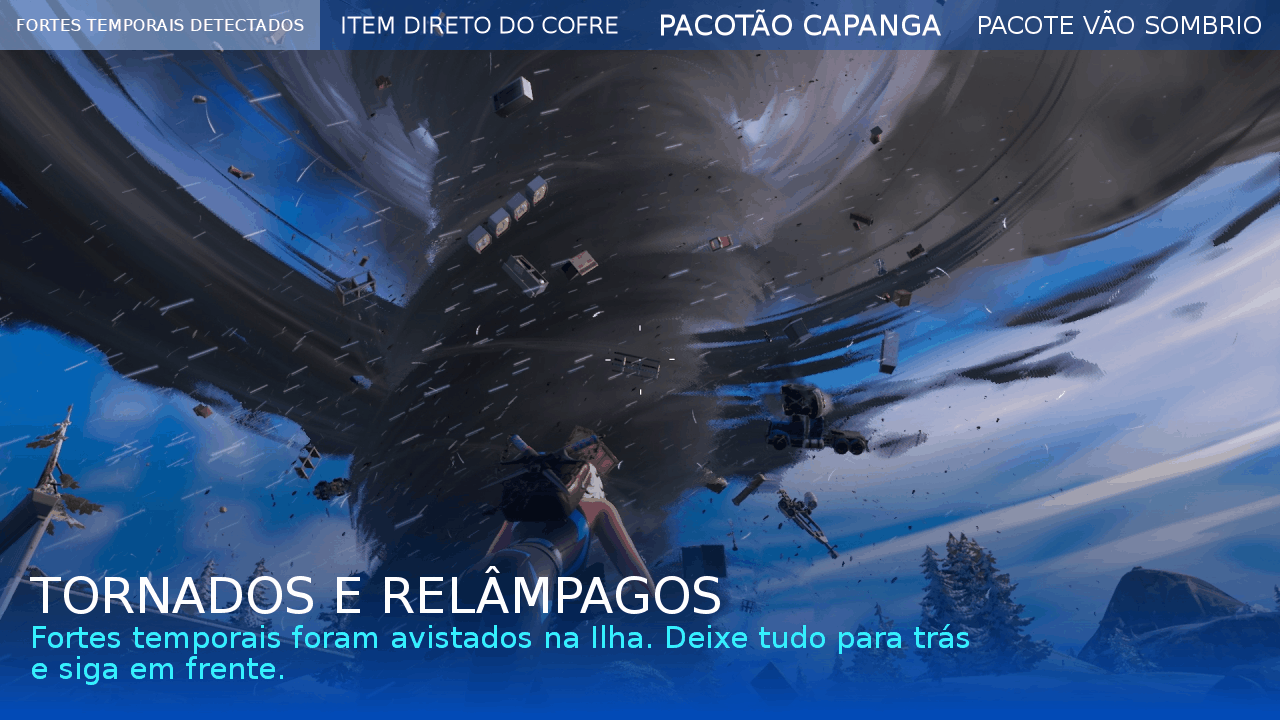 FORTES TEMPORAIS DETECTADOS
ITEM DIRETO DO COFRE
PACOTÃO CAPANGA
PACOTE VÃO SOMBRIO
TORNADOS E RELÂMPAGOS
Fortes temporais foram avistados na Ilha. Deixe tudo para trás
e siga em frente.